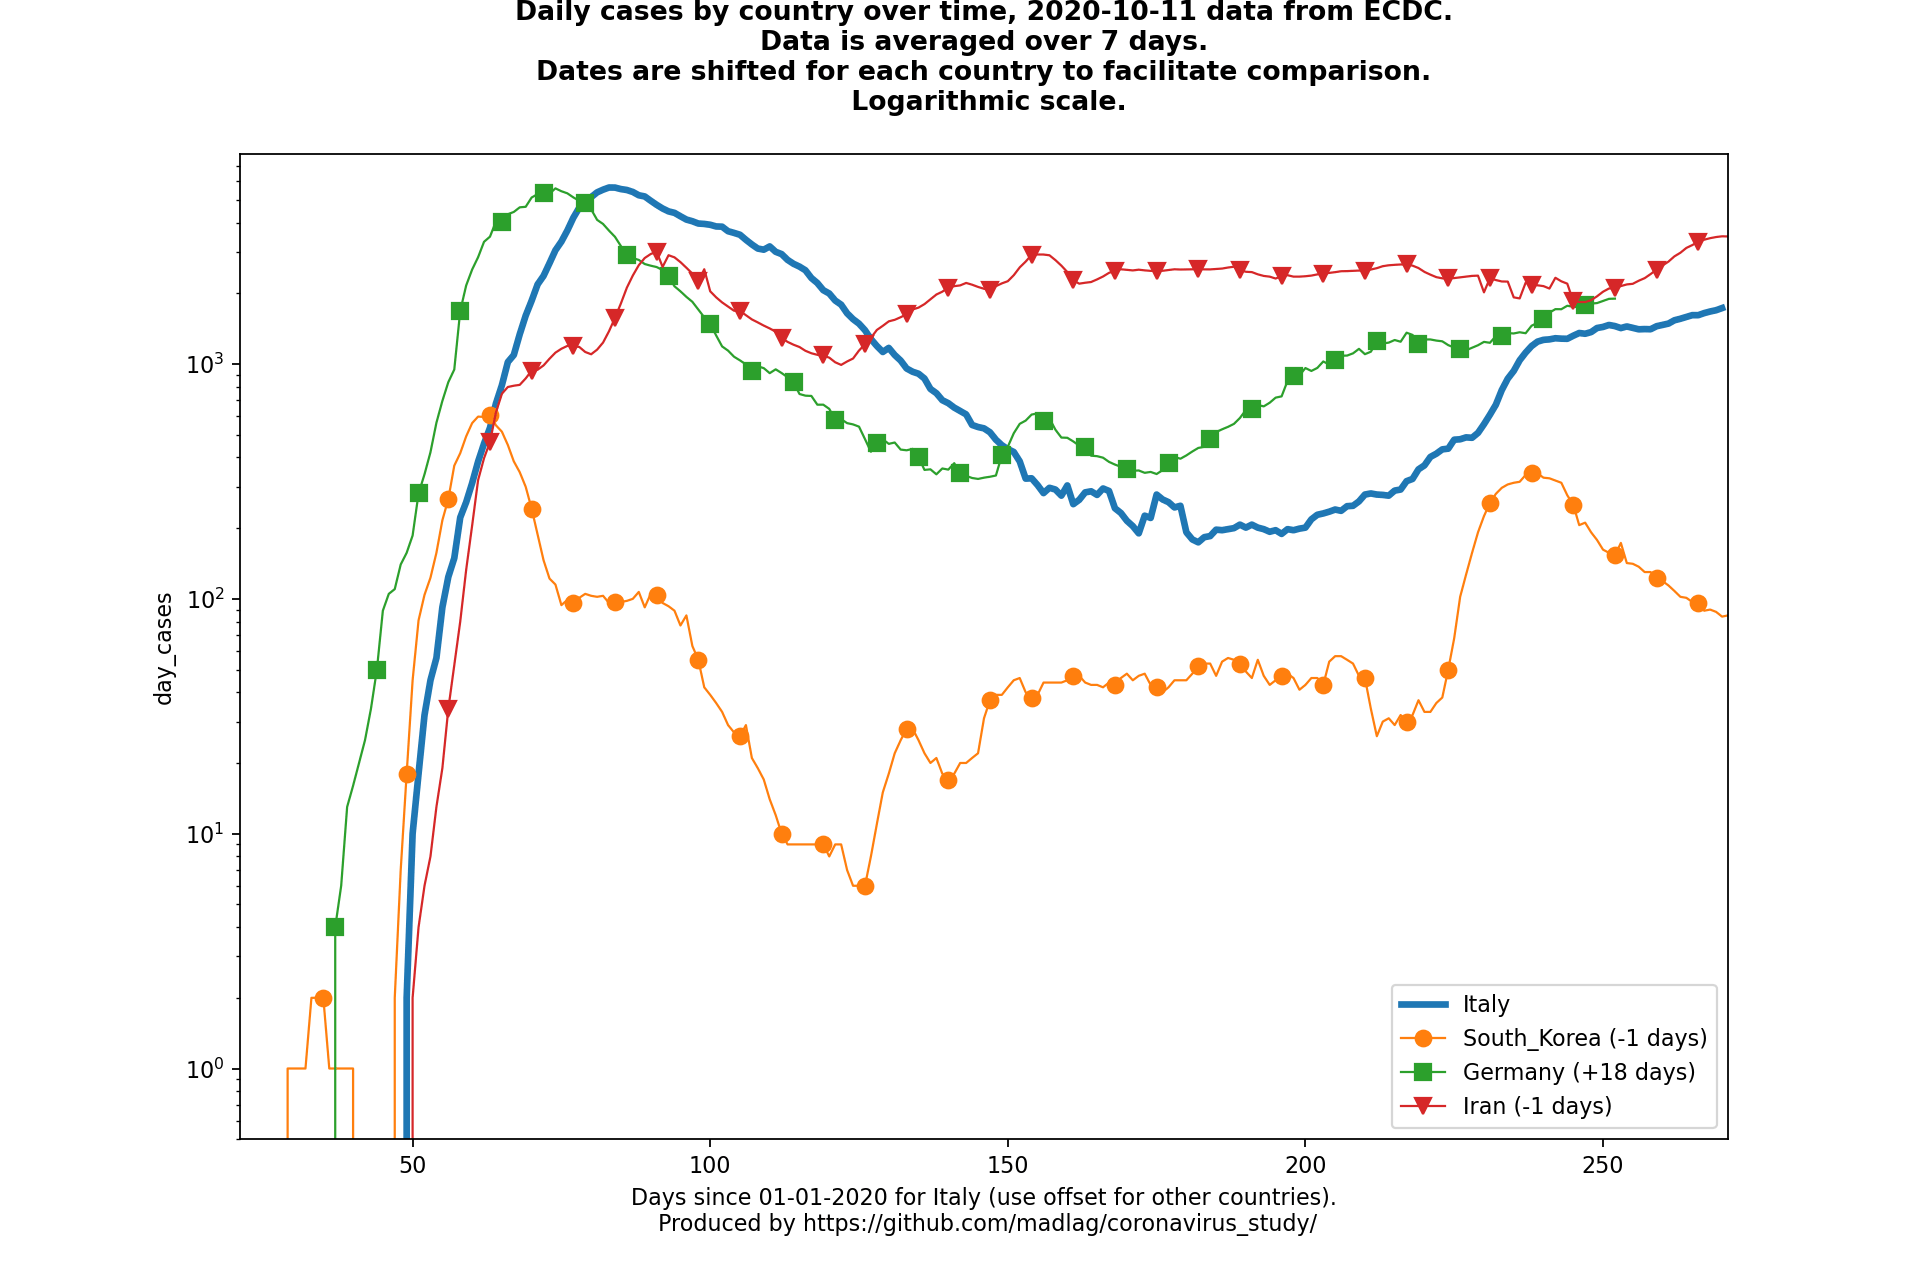 Daily cases by country over time, 2020-10-11 data from ECDC.
Data is averaged over 7 days.
Dates are shifted for each country to facilitate comparison.
Logarithmic scale.
10³
10²
10¹
10⁰
day_cases
Italy
South_Korea (-1 days)
Germany (+18 days)
Iran (-1 days)
50 100 150 200 250
Days since 01-01-2020 for Italy (use offset for other countries).
Produced by https://github.com/madlag/coronavirus_study/